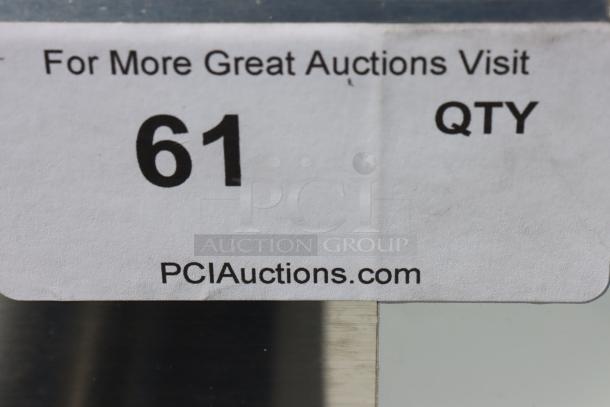 For More Great Auctions Visit
61 QTY
PCI
AUCTION GROUP
PCIAuctions.com